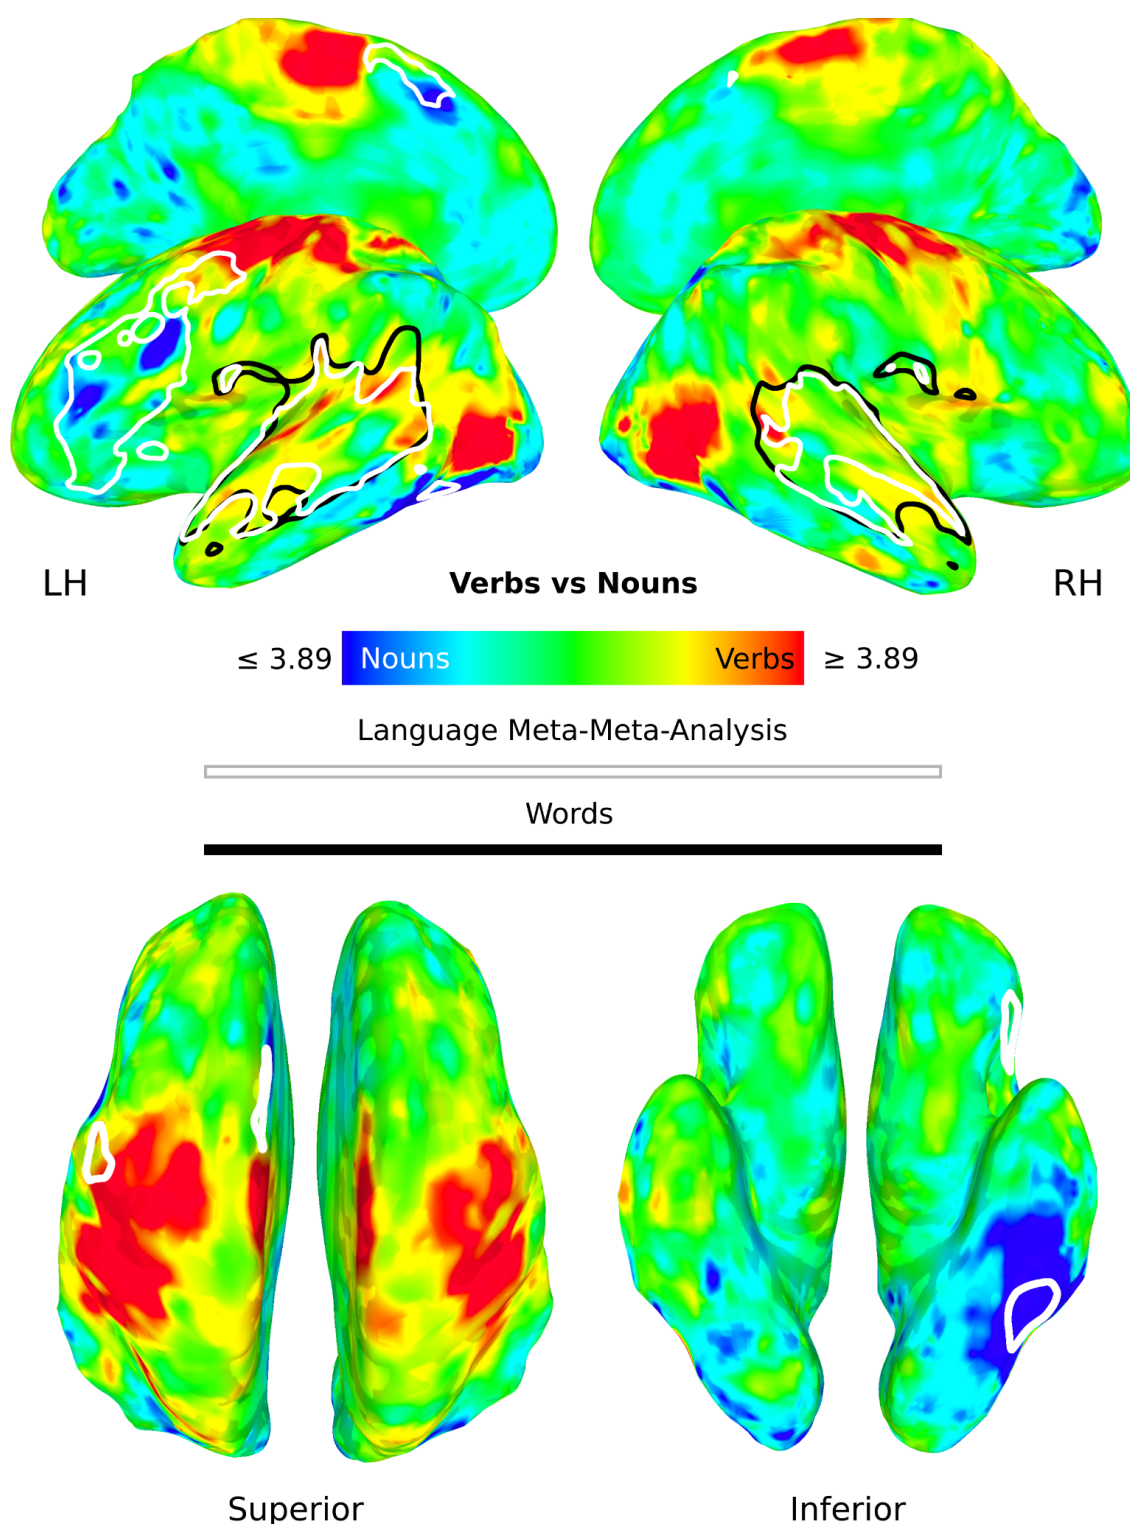 LH
Verbs vs Nouns
RH
≤ 3.89 Nouns Verbs ≥ 3.89
Language Meta-Meta-Analysis
Words
Superior
Inferior